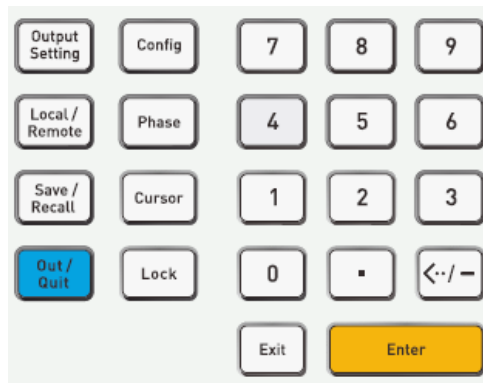 Output Setting
Config
7
8
9
Local / Remote
Phase
4
5
6
Save / Recall
Cursor
1
2
3
Out / Quit
Lock
0
.
<··/ −
Exit
Enter